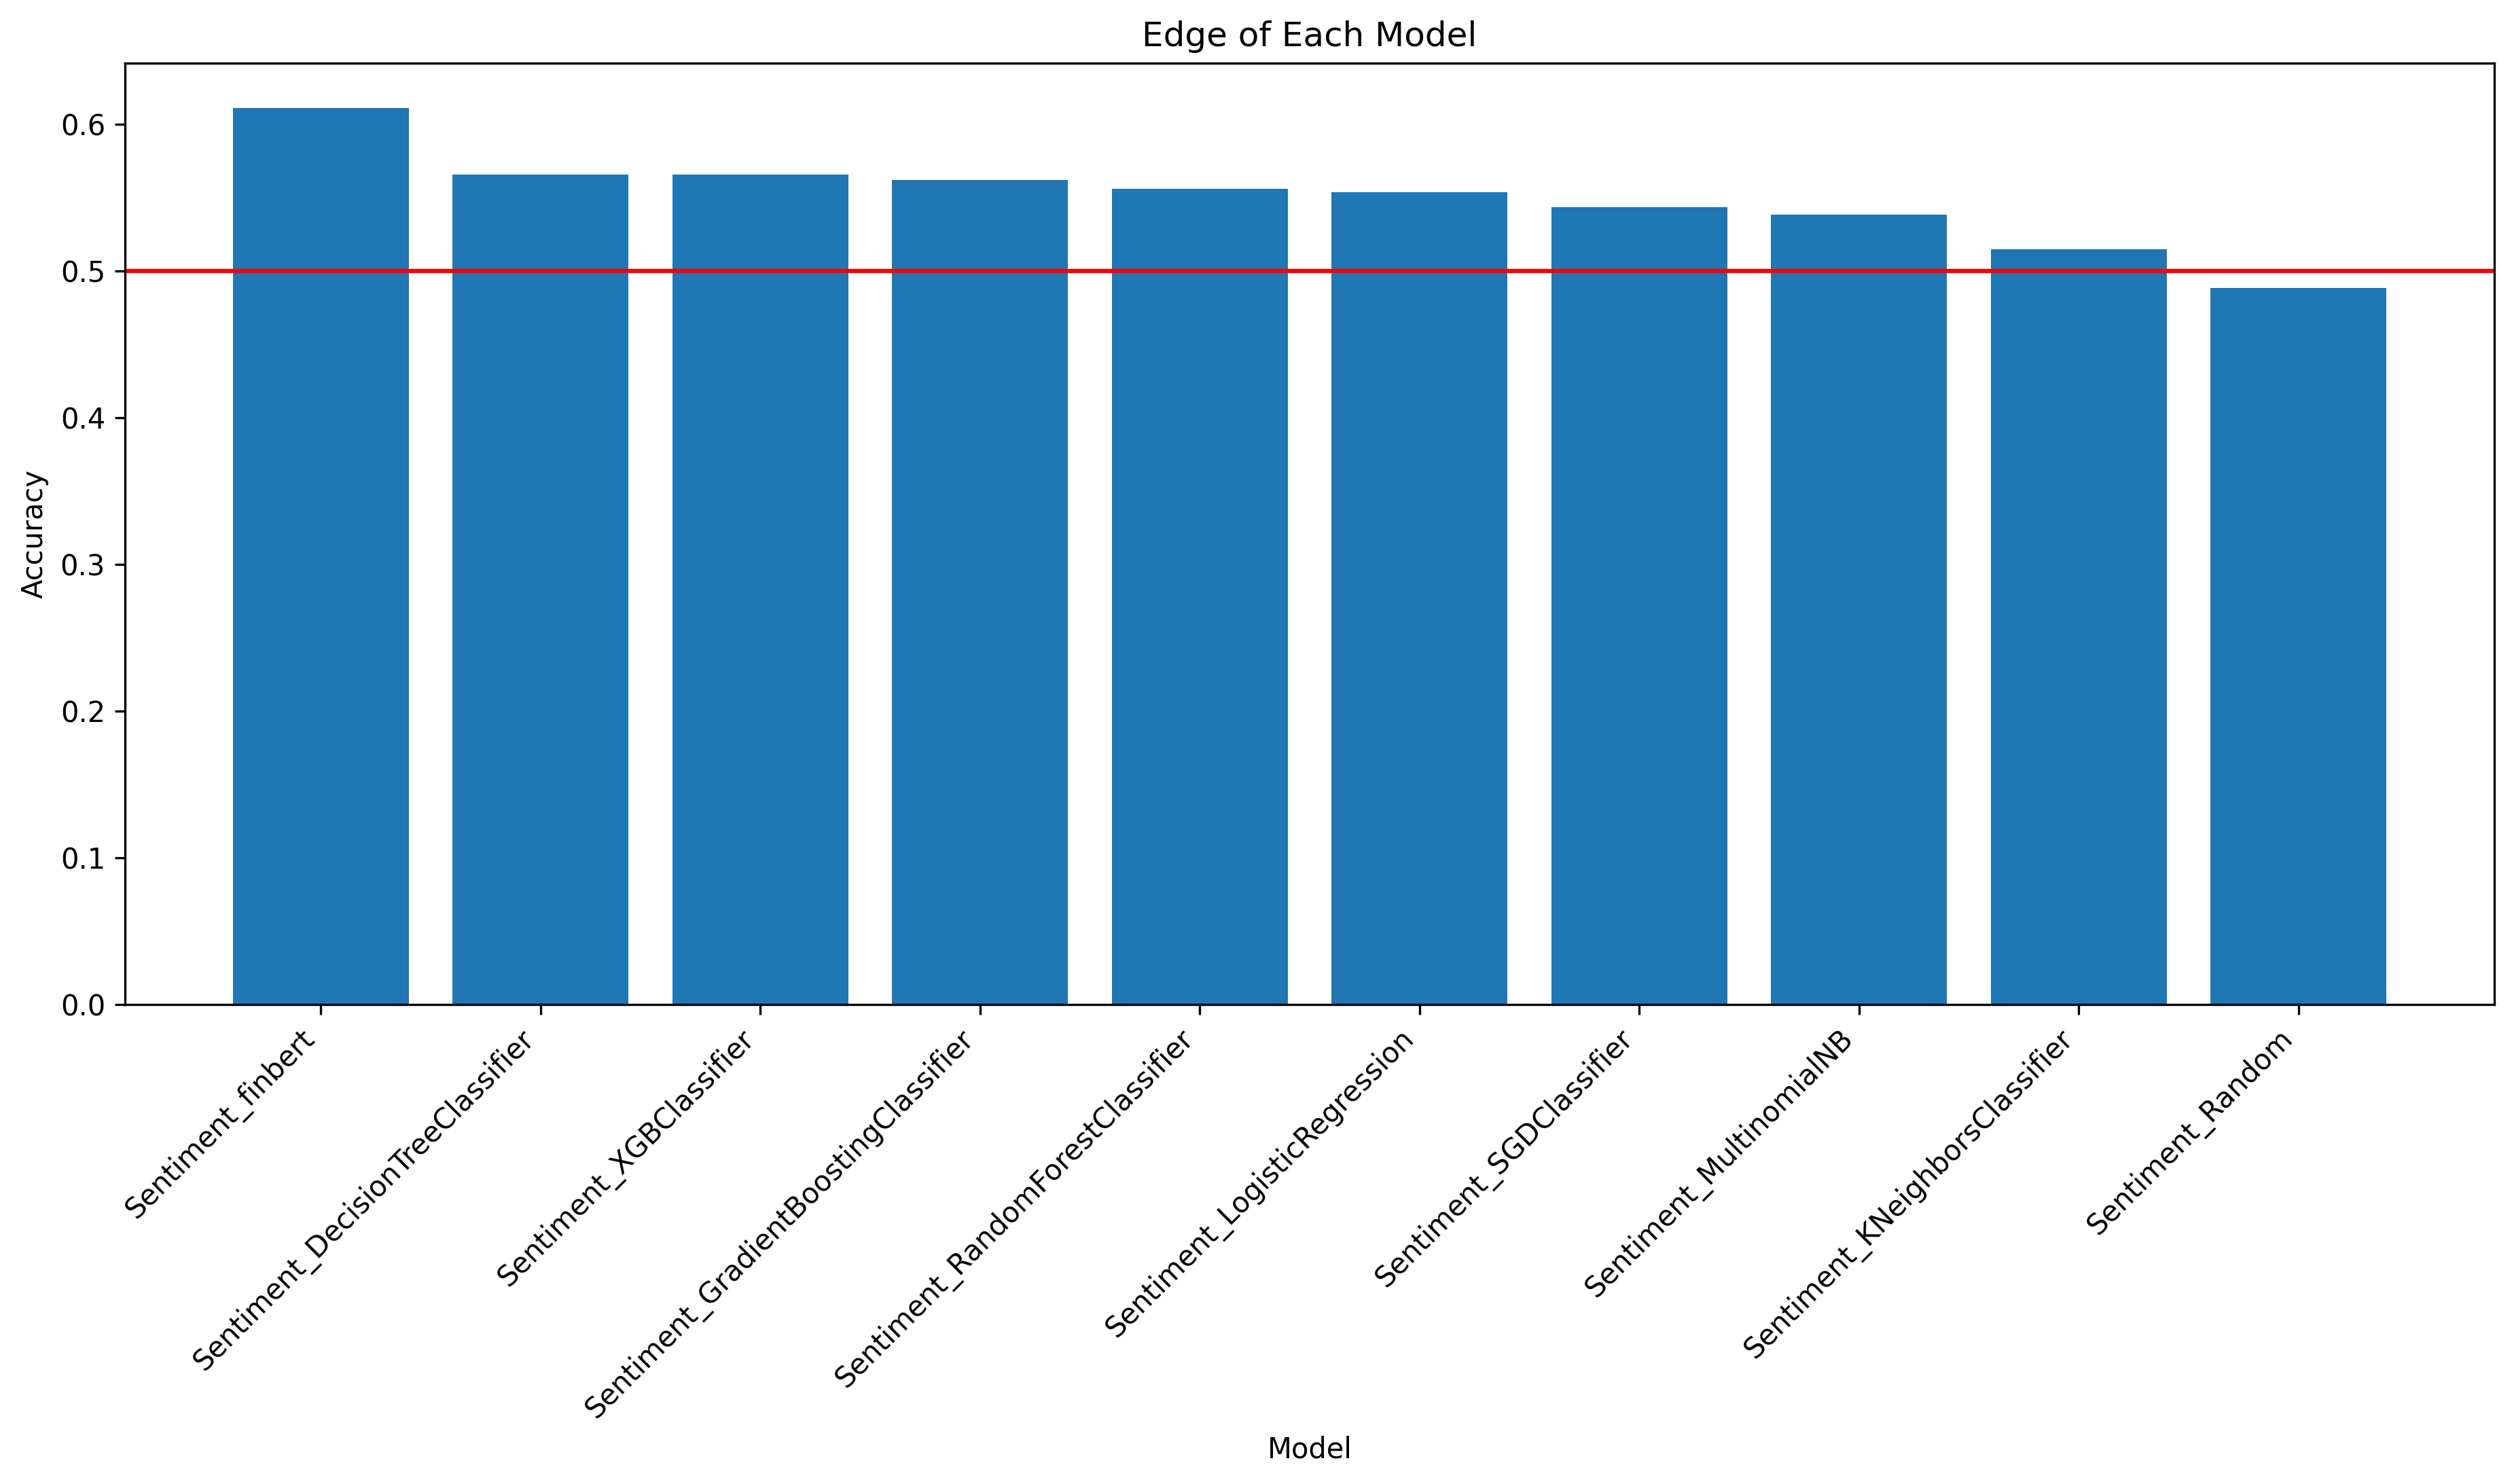 Edge of Each Model
Accuracy
0.6
0.5
0.4
0.3
0.2
0.1
0.0
Sentiment_finbert
Sentiment_DecisionTreeClassifier
Sentiment_XGBClassifier
Sentiment_GradientBoostingClassifier
Sentiment_RandomForestClassifier
Sentiment_LogisticRegression
Sentiment_SGDClassifier
Sentiment_MultinomialNB
Sentiment_KNeighborsClassifier
Sentiment_Random
Model